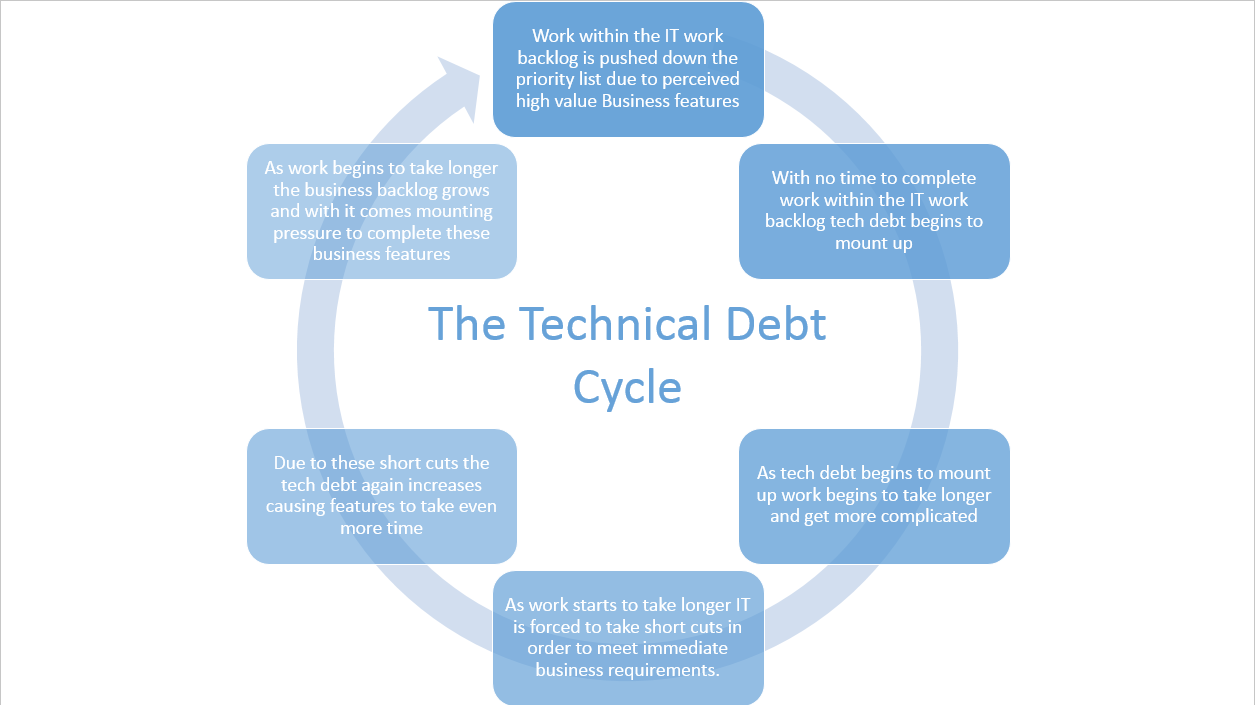 Work within the IT work
backlog is pushed down the
priority list due to perceived
high value Business features
With no time to complete
work within the IT work
backlog tech debt begins to
mount up
As tech debt begins to mount
up work begins to take longer
and get more complicated
As work starts to take longer IT
is forced to take short cuts in
order to meet immediate
business requirements.
Due to these short cuts the
tech debt again increases
causing features to take even
more time
As work begins to take longer
the business backlog grows
and with it comes mounting
pressure to complete these
business features
The Technical Debt
Cycle